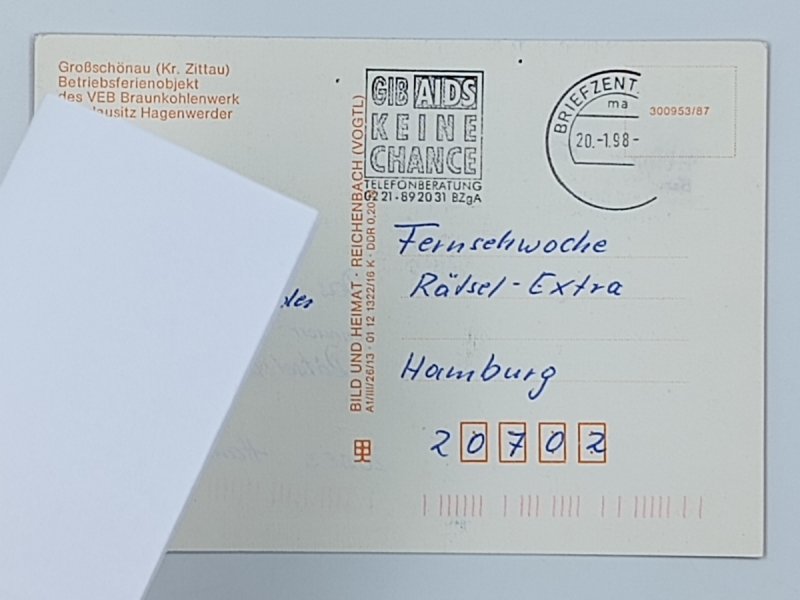 Großschönau (Kr. Zittau)
Betriebsferienobjekt
des VEB Braunkohlenwerk
Hagenwerder
GIB AIDS
KEINE
CHANCE
TELEFONBERATUNG
0221-892031 BZgA
BRIEFZENT
ma
20.-1.98-
300953/87
BILD UND HEIMAT · REICHENBACH (VOGTL)
A1/III/26/13 · 01 12 1322/16 K · DDR 0,20
Fernsehwoche
Rätsel-Extra
Hamburg
20702